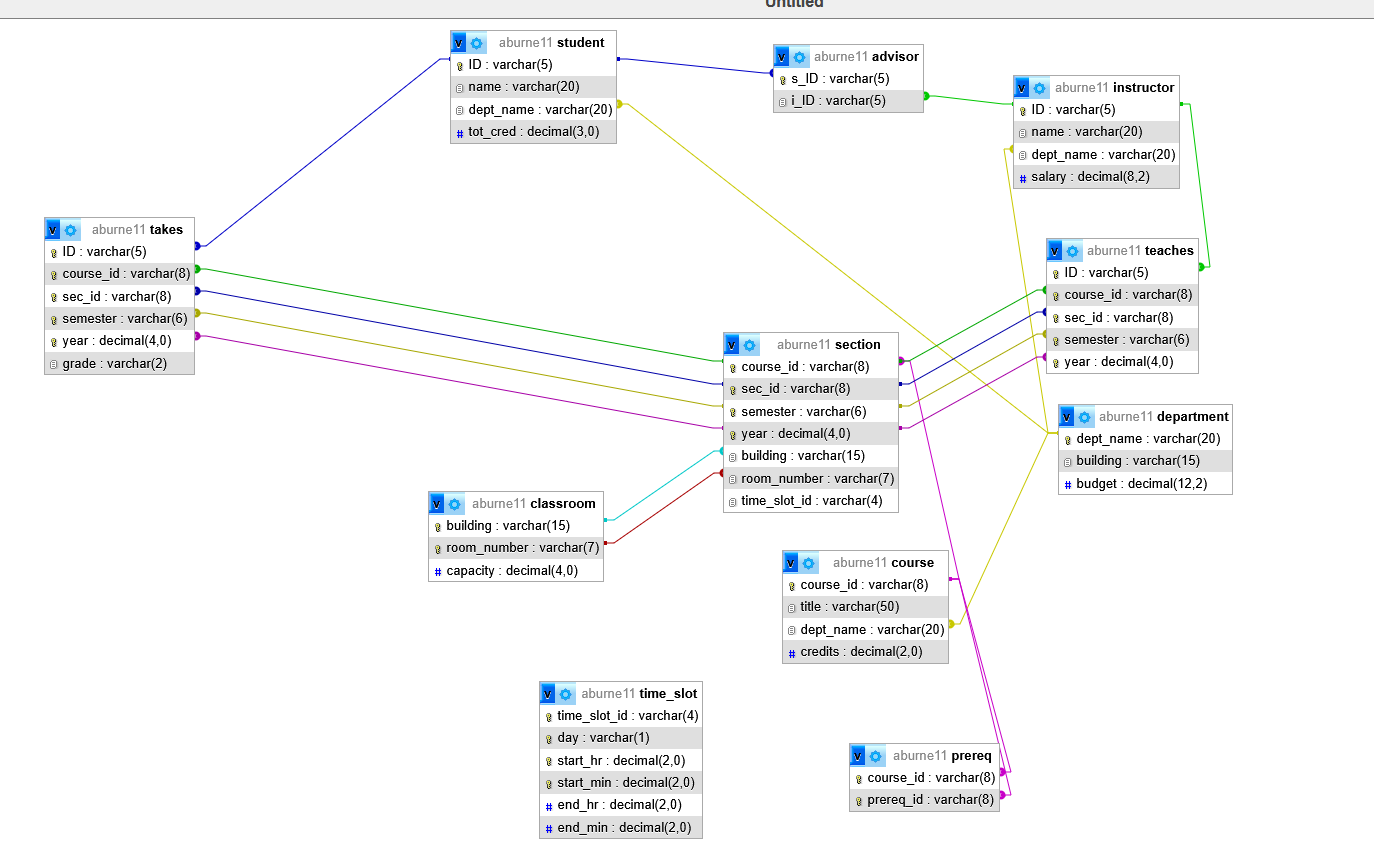 Untitled
aburne11 student
ID : varchar(5)
name : varchar(20)
dept_name : varchar(20)
# tot_cred : decimal(3,0)
aburne11 advisor
s_ID : varchar(5)
i_ID : varchar(5)
aburne11 instructor
ID : varchar(5)
name : varchar(20)
dept_name : varchar(20)
# salary : decimal(8,2)
aburne11 takes
ID : varchar(5)
course_id : varchar(8)
sec_id : varchar(8)
semester : varchar(6)
year : decimal(4,0)
grade : varchar(2)
aburne11 teaches
ID : varchar(5)
course_id : varchar(8)
sec_id : varchar(8)
semester : varchar(6)
year : decimal(4,0)
aburne11 section
course_id : varchar(8)
sec_id : varchar(8)
semester : varchar(6)
year : decimal(4,0)
building : varchar(15)
room_number : varchar(7)
time_slot_id : varchar(4)
aburne11 department
dept_name : varchar(20)
building : varchar(15)
# budget : decimal(12,2)
aburne11 classroom
building : varchar(15)
room_number : varchar(7)
# capacity : decimal(4,0)
aburne11 course
course_id : varchar(8)
title : varchar(50)
dept_name : varchar(20)
# credits : decimal(2,0)
aburne11 time_slot
time_slot_id : varchar(4)
day : varchar(1)
start_hr : decimal(2,0)
start_min : decimal(2,0)
# end_hr : decimal(2,0)
# end_min : decimal(2,0)
aburne11 prereq
course_id : varchar(8)
prereq_id : varchar(8)